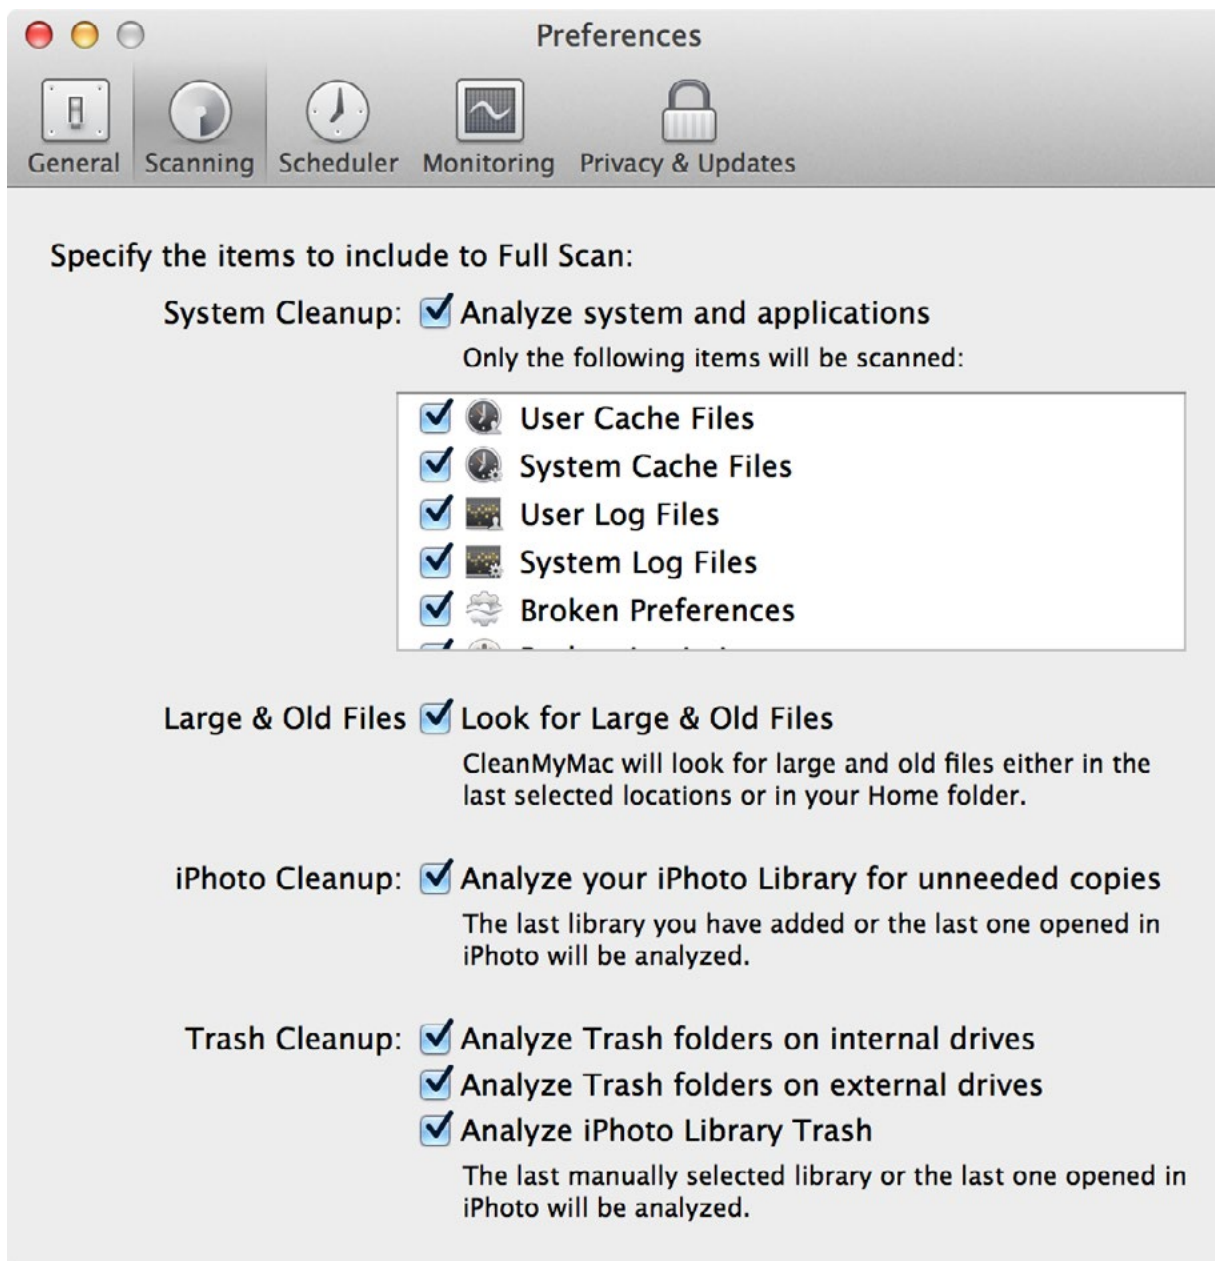 Preferences
General Scanning Scheduler Monitoring Privacy & Updates
Specify the items to include to Full Scan:
System Cleanup: Analyze system and applications
Only the following items will be scanned:
User Cache Files
System Cache Files
User Log Files
System Log Files
Broken Preferences
Large & Old Files Look for Large & Old Files
CleanMyMac will look for large and old files either in the
last selected locations or in your Home folder.
iPhoto Cleanup: Analyze your iPhoto Library for unneeded copies
The last library you have added or the last one opened in
iPhoto will be analyzed.
Trash Cleanup: Analyze Trash folders on internal drives
Analyze Trash folders on external drives
Analyze iPhoto Library Trash
The last manually selected library or the last one opened in
iPhoto will be analyzed.